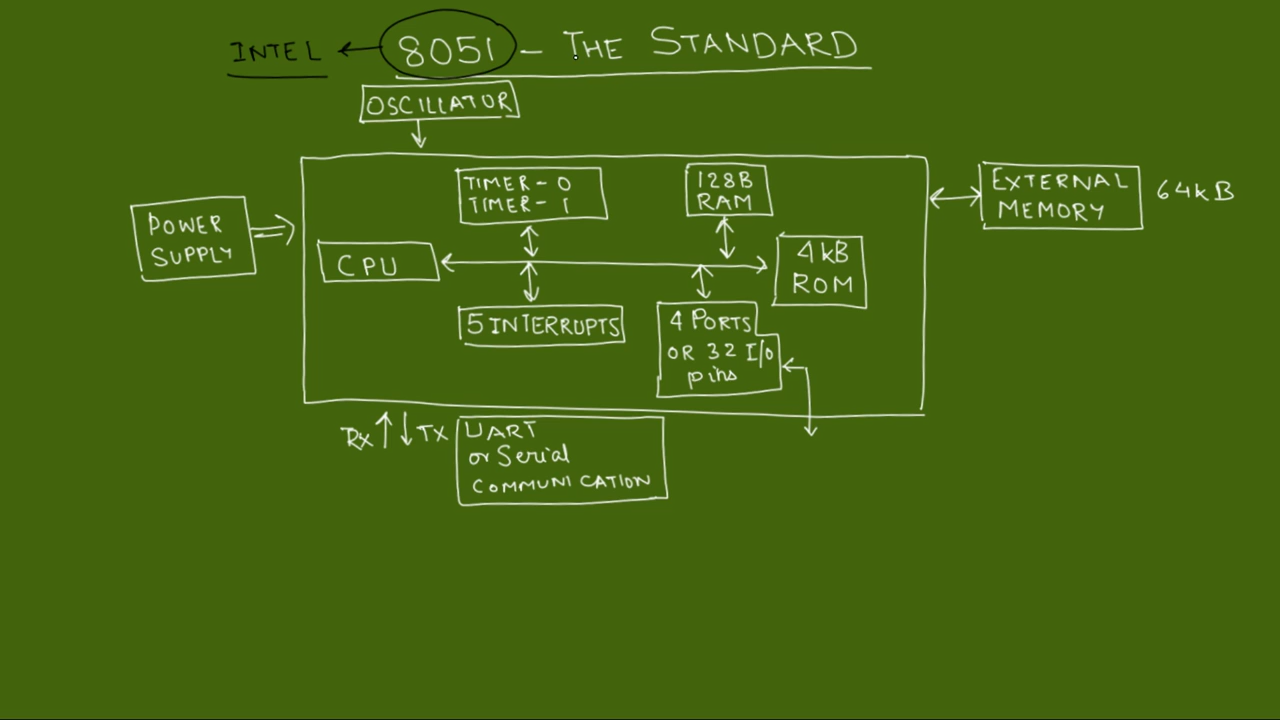 INTEL ← 8051 - THE STANDARD
OSCILLATOR
POWER
SUPPLY
TIMER - 0
TIMER - 1
128B
RAM
EXTERNAL
MEMORY
64kB
CPU
4kB
ROM
5 INTERRUPTS
4 PORTS
OR 32 I/O
pins
Rx ↑ ↓ TX
UART
or Serial
COMMUNICATION